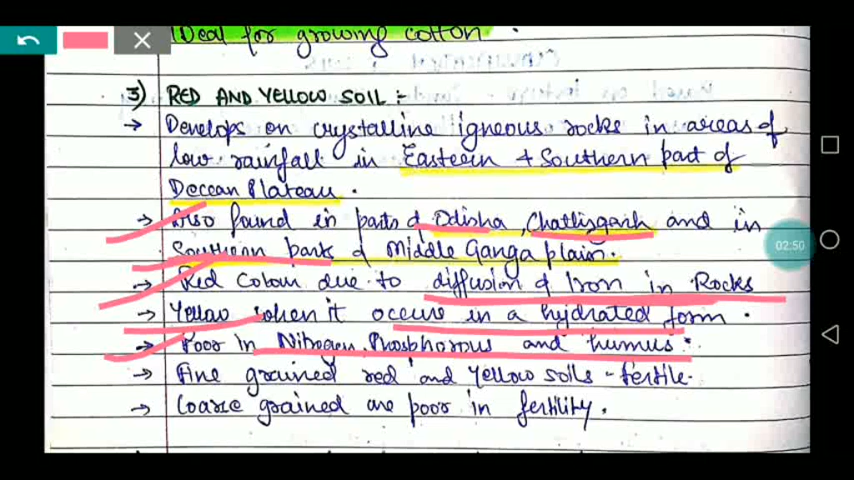 Ideal for growing cotton.
3) RED AND YELLOW SOIL :-
→ Develops on crystalline igneous rocks in areas of
low rainfall in Eastern + Southern part of
Deccan Plateau.
→ Also found in parts of Odisha, Chattisgarh and in
Southern parts of Middle Ganga plain.
→ Red Colour due to diffusion of Iron in Rocks
→ Yellow when it occurs in a hydrated form.
→ Poor in Nitrogen, Phosphorous and humus.
→ Fine grained red and yellow soils - fertile.
→ Coarse grained are poor in fertility.
02:50